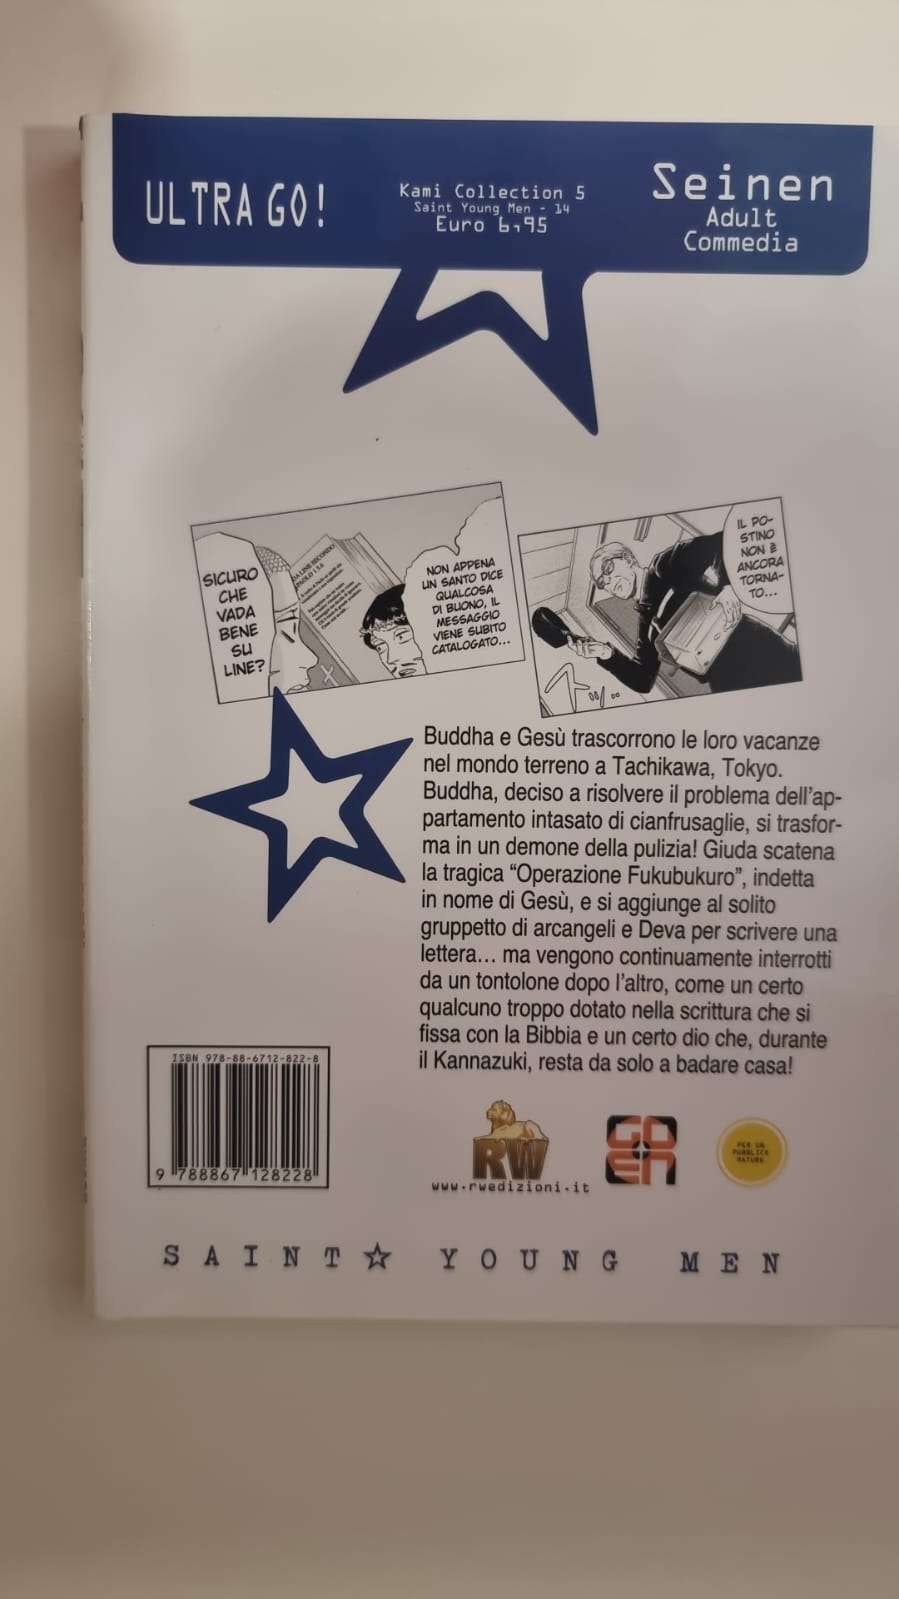 ULTRA GO!
Kami Collection 5
Saint Young Men - 14
Euro 6,95
Seinen
Adult
Commedia
SICURO
CHE
VADA
BENE
SU
LINE?
NON APPENA
UN SANTO DICE
QUALCOSA
DI BUONO, IL
MESSAGGIO
VIENE SUBITO
CATALOGATO...
IL PO-
STINO
NON È
ANCORA
TORNA-
TO...
Buddha e Gesù trascorrono le loro vacanze
nel mondo terreno a Tachikawa, Tokyo.
Buddha, deciso a risolvere il problema dell'ap-
partamento intasato di cianfrusaglie, si trasfor-
ma in un demone della pulizia! Giuda scatena
la tragica “Operazione Fukubukuro”, indetta
in nome di Gesù, e si aggiunge al solito
gruppetto di arcangeli e Deva per scrivere una
lettera... ma vengono continuamente interrotti
da un tontolone dopo l'altro, come un certo
qualcuno troppo dotato nella scrittura che si
fissa con la Bibbia e un certo dio che, durante
il Kannazuki, resta da solo a badare casa!
ISBN 978-88-6712-822-8
9 788867 128228
RW
www.rwedizioni.it
GO
EN
PER UN
PUBBLICO
MATURO
SAINT☆ YOUNG MEN